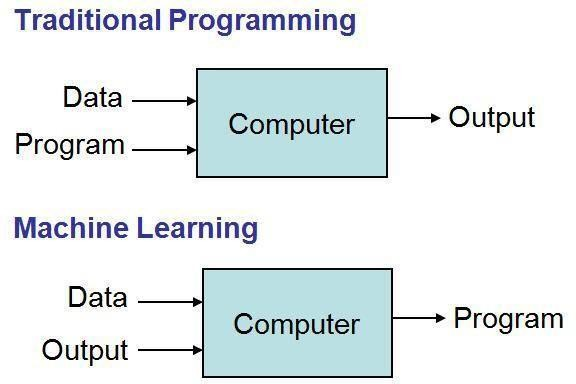 Traditional Programming
Data
Program
Computer
Output
Machine Learning
Data
Output
Computer
Program